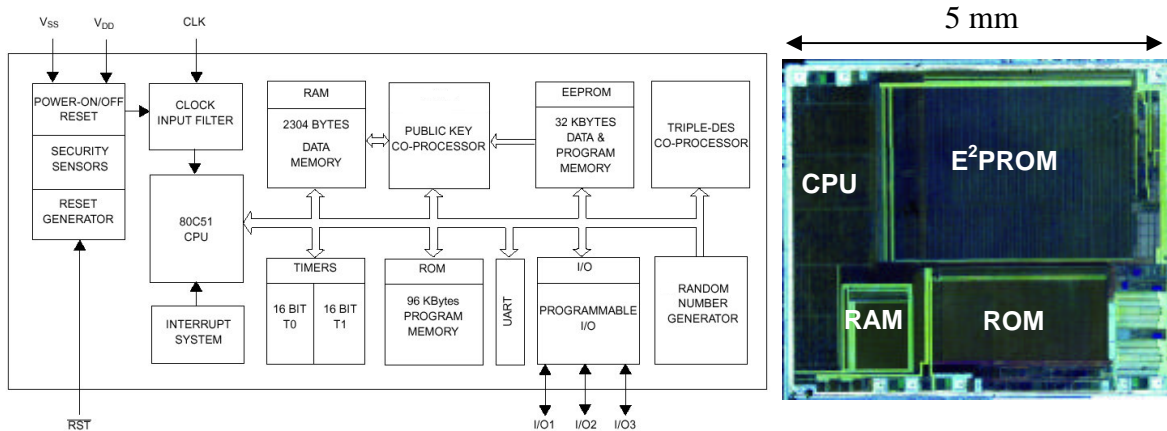 V_SS
V_DD
CLK
5 mm
POWER-ON/OFF
RESET
SECURITY
SENSORS
RESET
GENERATOR
CLOCK
INPUT FILTER
80C51
CPU
INTERRUPT
SYSTEM
RAM
2304 BYTES
DATA
MEMORY
PUBLIC KEY
CO-PROCESSOR
EEPROM
32 KBYTES
DATA &
PROGRAM
MEMORY
TRIPLE-DES
CO-PROCESSOR
TIMERS
16 BIT
T0
16 BIT
T1
ROM
96 KBytes
PROGRAM
MEMORY
UART
I/O
PROGRAMMABLE
I/O
RANDOM
NUMBER
GENERATOR
RST
I/O1
I/O2
I/O3
CPU
E²PROM
RAM
ROM